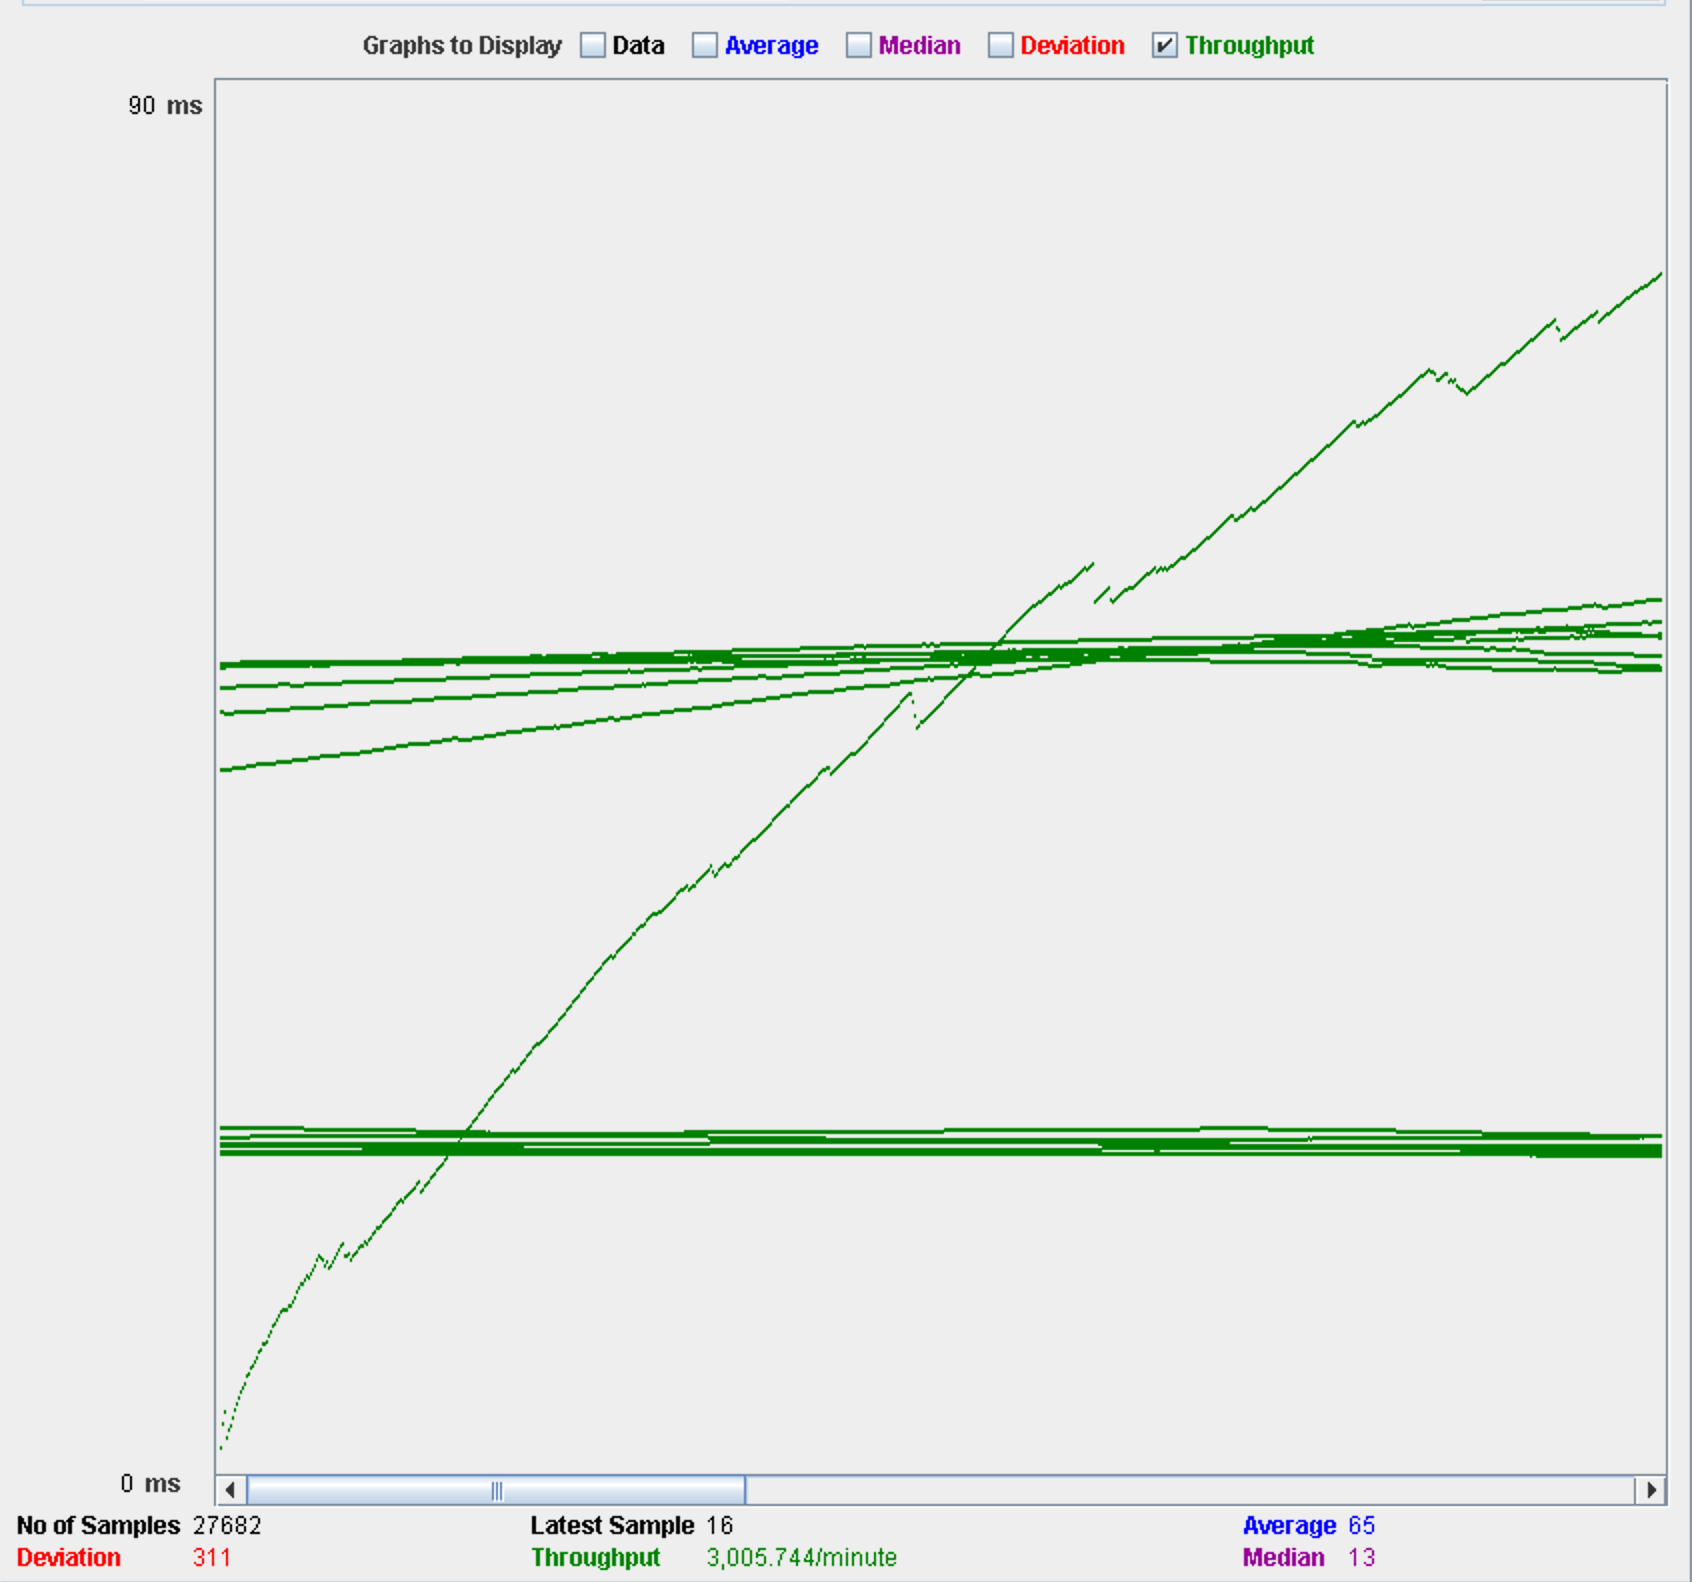 Graphs to Display Data Average Median Deviation Throughput
90 ms
0 ms
No of Samples 27682 Latest Sample 16 Average 65
Deviation 311 Throughput 3,005.744/minute Median 13